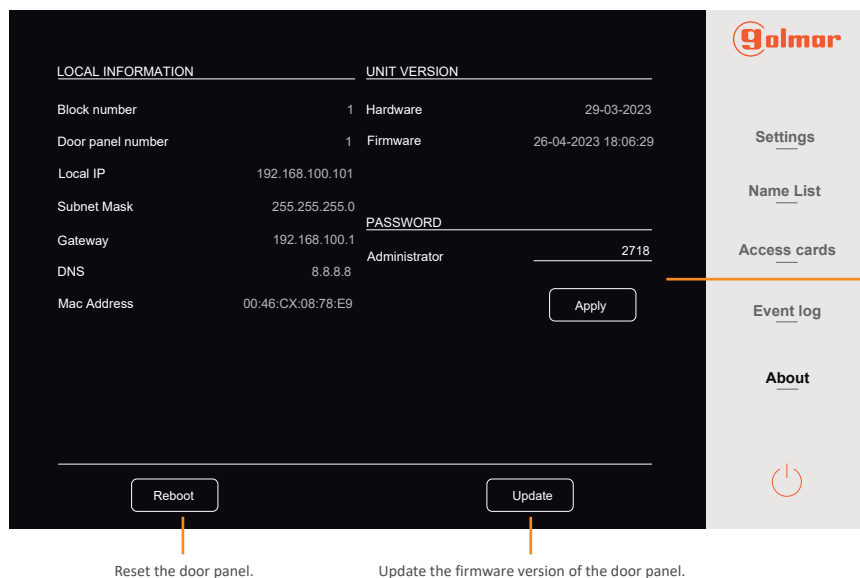 golmar
LOCAL INFORMATION
Block number 1
Door panel number 1
Local IP 192.168.100.101
Subnet Mask 255.255.255.0
Gateway 192.168.100.1
DNS 8.8.8.8
Mac Address 00:46:CX:08:78:E9
UNIT VERSION
Hardware 29-03-2023
Firmware 26-04-2023 18:06:29
PASSWORD
Administrator 2718
Apply
Settings
Name List
Access cards
Event log
About
Reboot
Update
Reset the door panel.
Update the firmware version of the door panel.